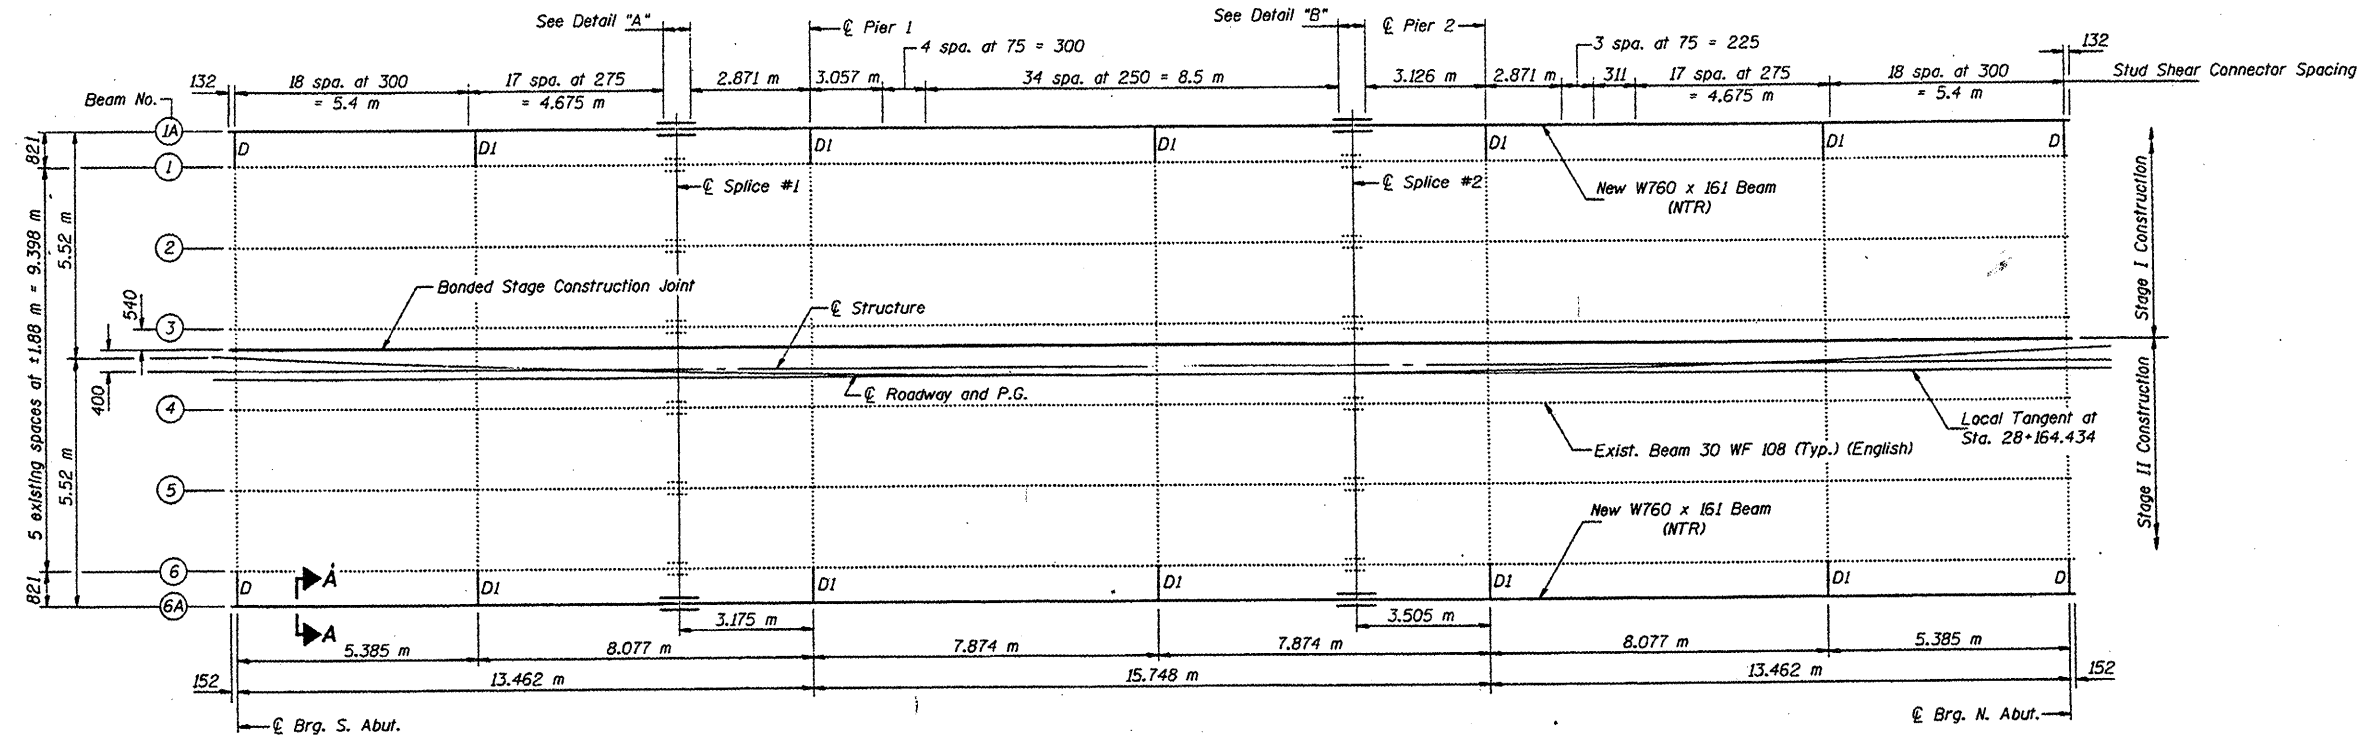 See Detail "A"
℄ Pier 1
See Detail "B"
℄ Pier 2
4 spa. at 75 = 300
3 spa. at 75 = 225
132
132
18 spa. at 300
= 5.4 m
17 spa. at 275
= 4.675 m
2.871 m
3.057 m
34 spa. at 250 = 8.5 m
3.126 m
2.871 m
311
17 spa. at 275
= 4.675 m
18 spa. at 300
= 5.4 m
Stud Shear Connector Spacing
Beam No.
1A
D
D1
D1
D1
D1
D1
D
821
1
℄ Splice #1
℄ Splice #2
New W760 x 161 Beam
(NTR)
Stage I Construction
5 existing spaces at ±1.88 m = 9.398 m
5.52 m
2
Bonded Stage Construction Joint
540
3
℄ Structure
400
4
℄ Roadway and P.G.
Local Tangent at
Sta. 28+164.434
Exist. Beam 30 WF 108 (Typ.) (English)
5.52 m
5
New W760 x 161 Beam
(NTR)
Stage II Construction
821
6
A
D
D1
D1
D1
D1
D1
D
6A
A
3.175 m
3.505 m
5.385 m
8.077 m
7.874 m
7.874 m
8.077 m
5.385 m
152
13.462 m
15.748 m
13.462 m
152
℄ Brg. S. Abut.
℄ Brg. N. Abut.